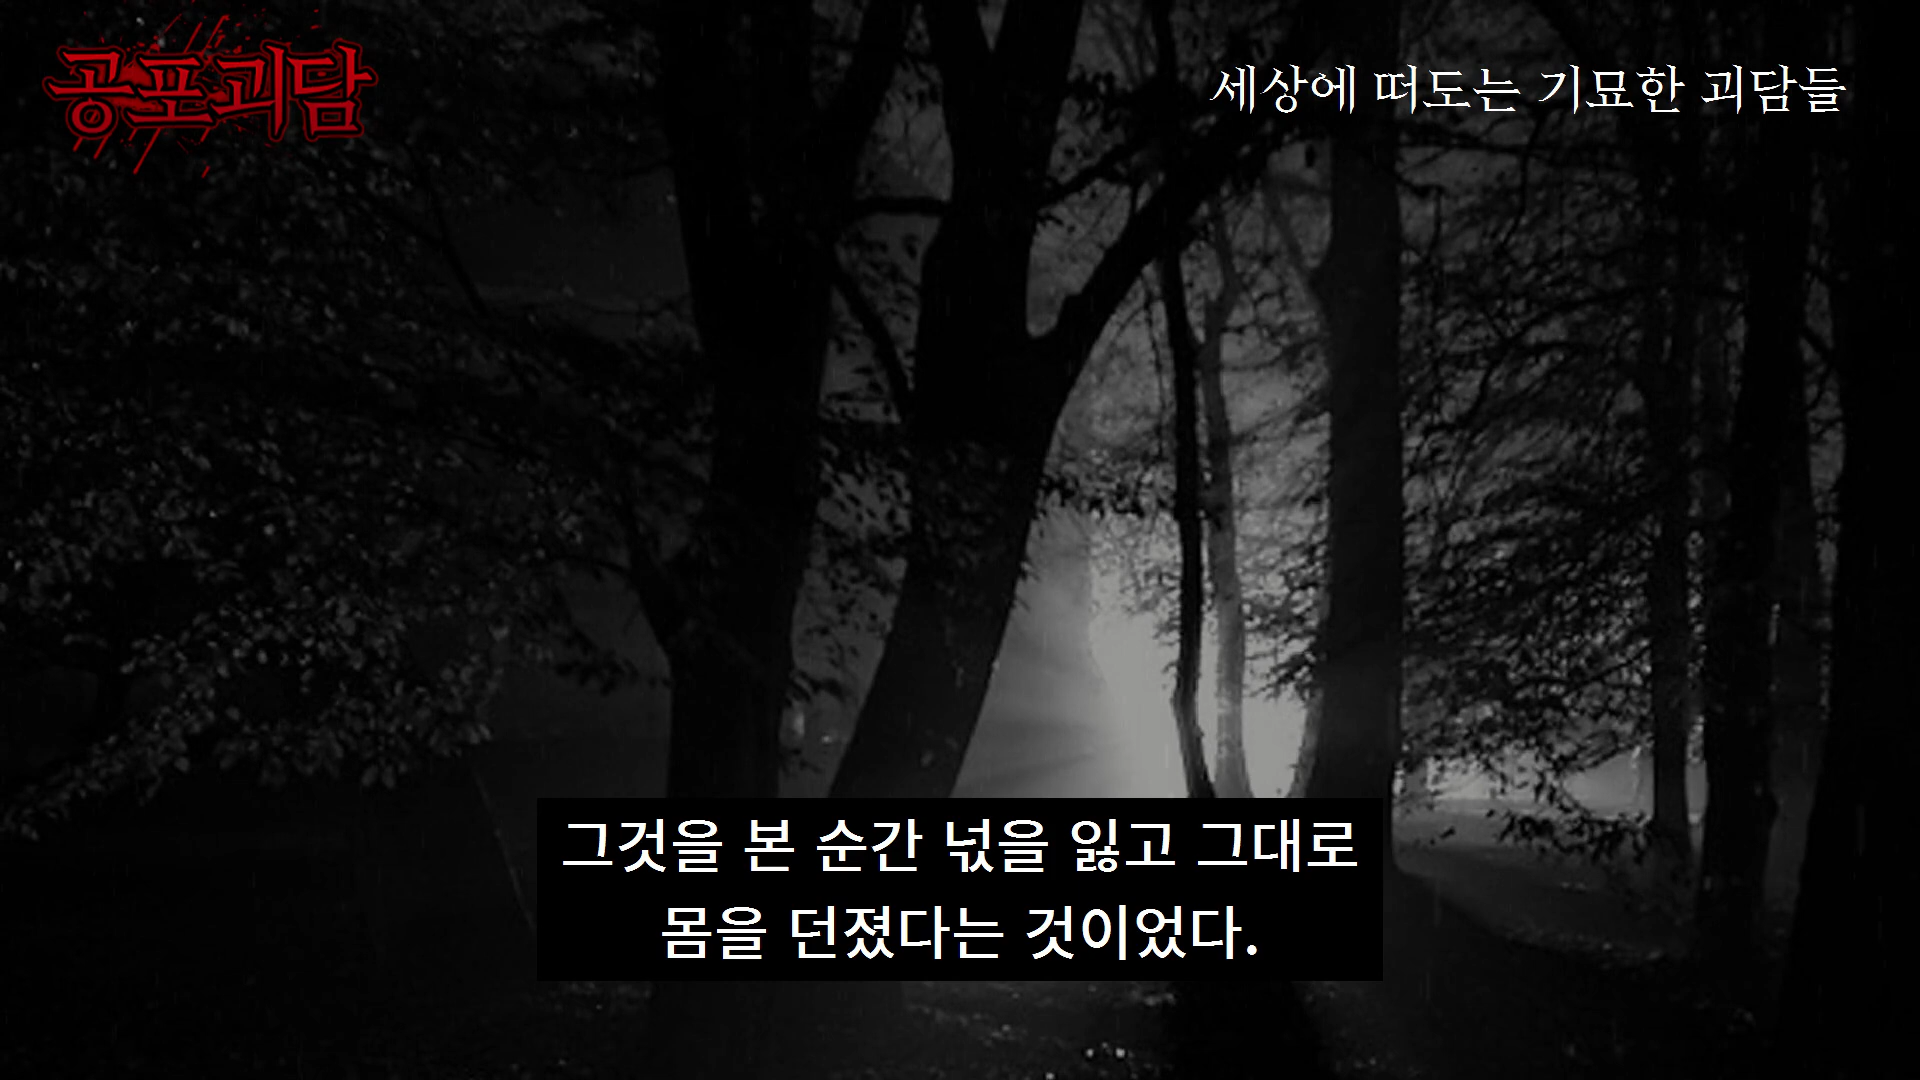 공포괴담
세상에 떠도는 기묘한 괴담들
그것을 본 순간 넋을 잃고 그대로
몸을 던졌다는 것이었다.